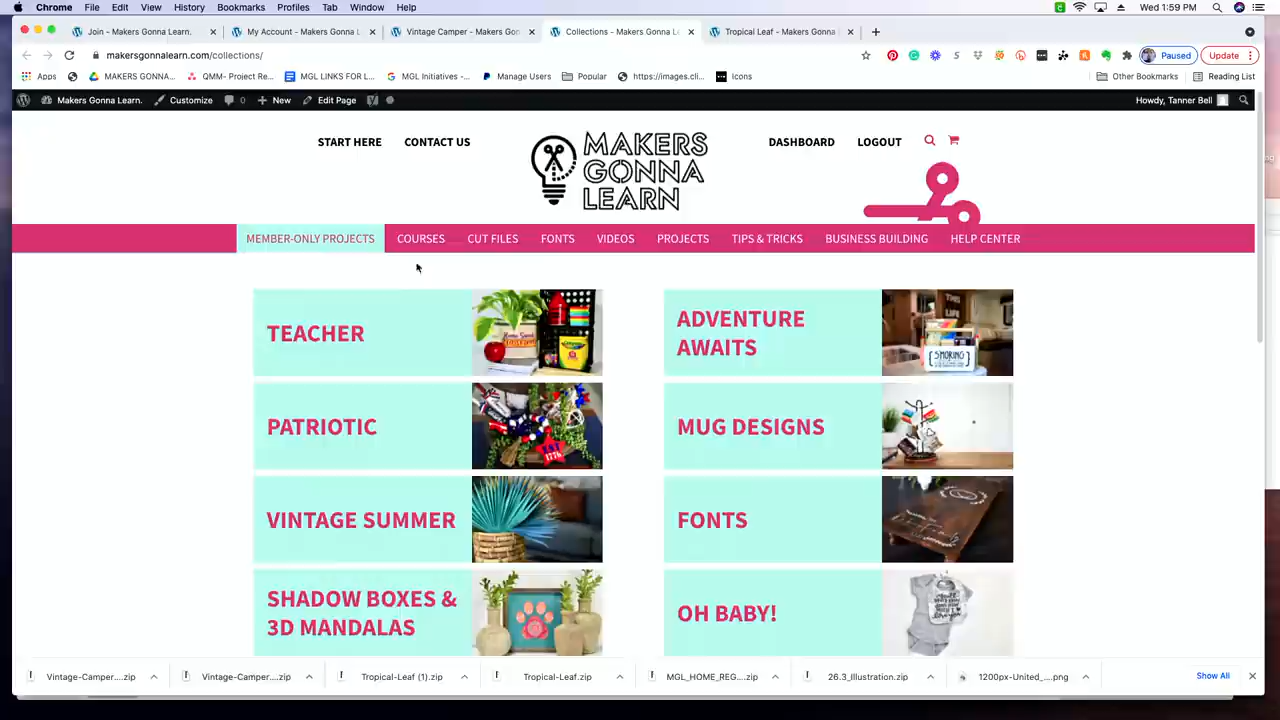 Chrome File Edit View History Bookmarks Profiles Tab Window Help Wed 1:59 PM
Join - Makers Gonna Learn. My Account - Makers Gonna L Vintage Camper - Makers Gon Collections - Makers Gonna Le Tropical Leaf - Makers Gonna
makersgonnalearn.com/collections/ Paused Update
Apps MAKERS GONNA... QMM- Project Re... MGL LINKS FOR L... MGL Initiatives -... Manage Users Popular https://images.cli... Icons Other Bookmarks Reading List
Makers Gonna Learn. Customize 0 New Edit Page Howdy, Tanner Bell
START HERE CONTACT US DASHBOARD LOGOUT
MAKERS
GONNA
LEARN
MEMBER-ONLY PROJECTS COURSES CUT FILES FONTS VIDEOS PROJECTS TIPS & TRICKS BUSINESS BUILDING HELP CENTER
TEACHER
ADVENTURE
AWAITS
{SMORING
PATRIOTIC
1776
MUG DESIGNS
VINTAGE SUMMER
FONTS
SHADOW BOXES &
3D MANDALAS
OH BABY!
Vintage-Camper....zip Vintage-Camper....zip Tropical-Leaf (1).zip Tropical-Leaf.zip MGL_HOME_REG....zip 26.3_Illustration.zip 1200px-United_....png Show All